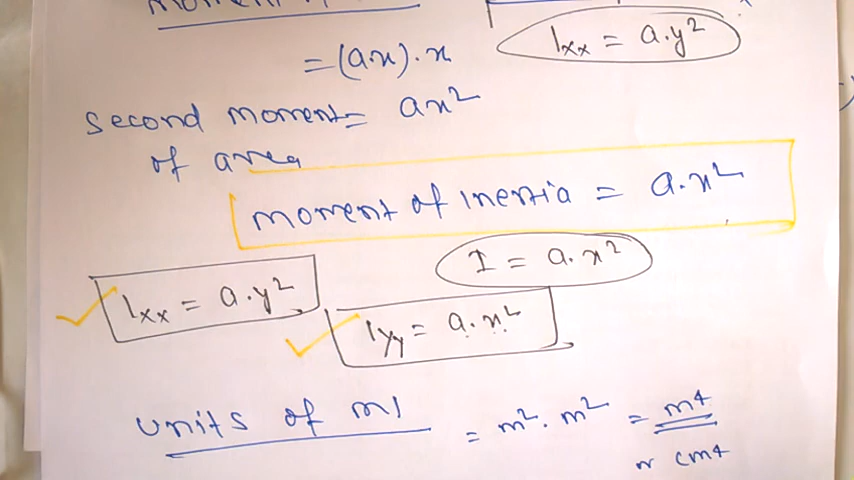 Ixx = a.y²
= (a.x).x
second moment = ax²
of area
moment of inertia = a.x²
I = a.x²
Ixx = a.y²
Iyy = a.x²
units of MI = m². m² = m⁴
or cm⁴